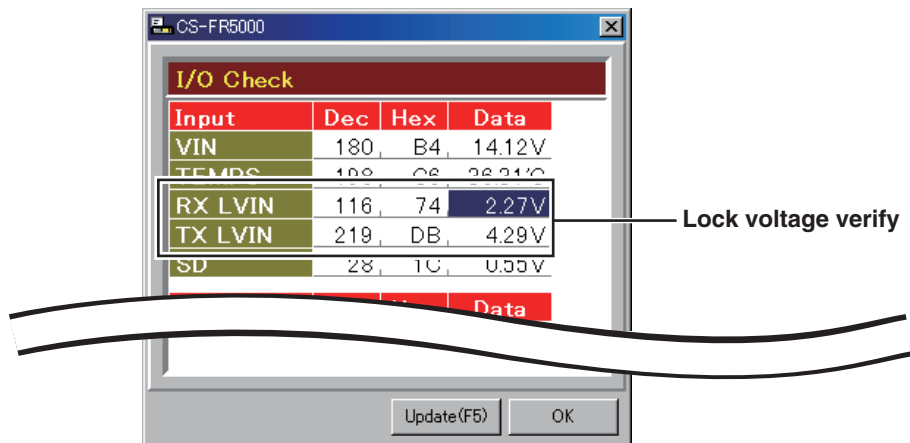 CS-FR5000
I/O Check
Input Dec Hex Data
VIN 180, B4, 14.12V
RX LVIN 116, 74, 2.27V
Lock voltage verify
TX LVIN 219, DB, 4.29V
SD 28, 1C, 0.55V
Data
Update(F5) OK